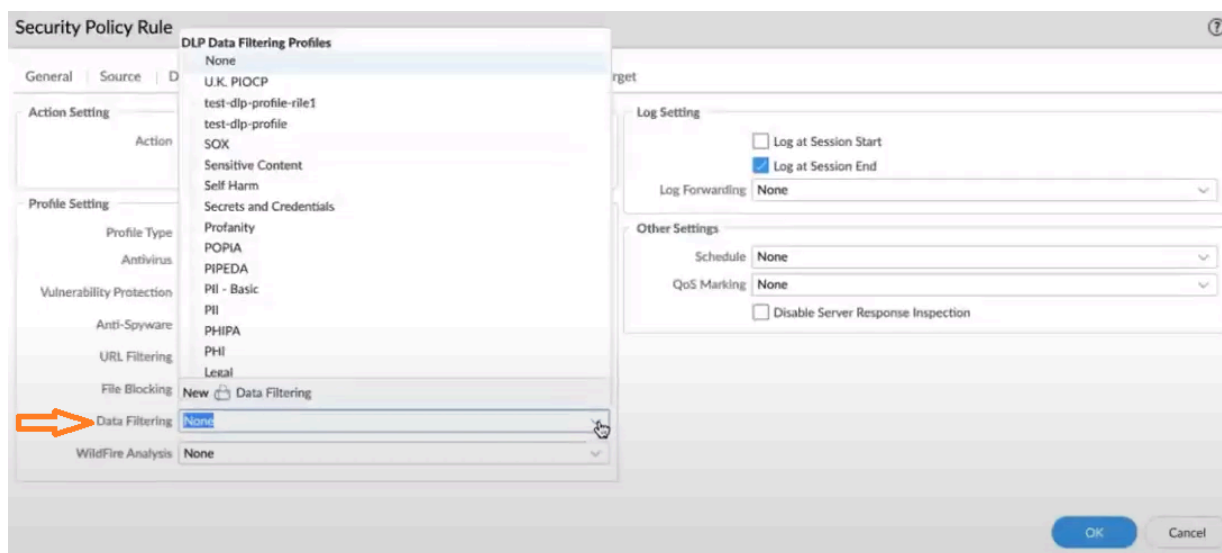 Security Policy Rule
DLP Data Filtering Profiles
None
General Source D rget
U.K. PIOCP
test-dlp-profile-rile1
test-dlp-profile
SOX
Sensitive Content
Self Harm
Secrets and Credentials
Profanity
POPIA
PIPEDA
PII - Basic
PII
PHIPA
PHI
Legal
New Data Filtering
Action Setting
Action
Profile Setting
Profile Type
Antivirus
Vulnerability Protection
Anti-Spyware
URL Filtering
File Blocking
Data Filtering None
WildFire Analysis None
Log Setting
Log at Session Start
Log at Session End
Log Forwarding None
Other Settings
Schedule None
QoS Marking None
Disable Server Response Inspection
OK Cancel